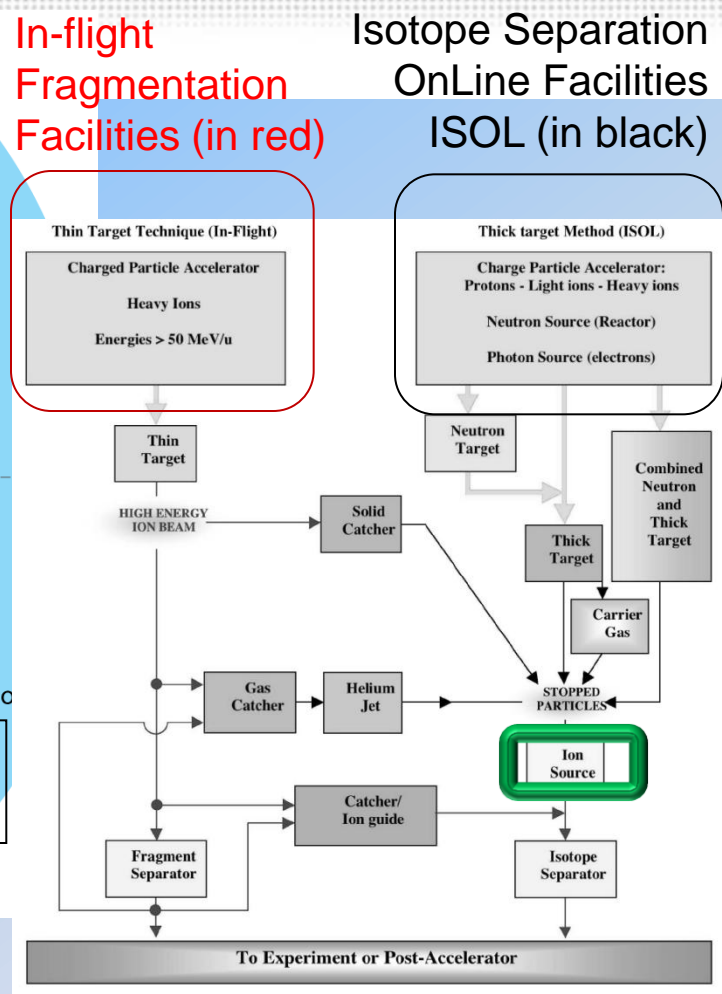 In-flight
Fragmentation
Facilities (in red)
Isotope Separation
OnLine Facilities
ISOL (in black)
Thin Target Technique (In-Flight)
Charged Particle Accelerator
Heavy Ions
Energies > 50 MeV/u
Thick target Method (ISOL)
Charge Particle Accelerator:
Protons - Light ions - Heavy ions
Neutron Source (Reactor)
Photon Source (electrons)
Thin
Target
Neutron
Target
Combined
Neutron
and
Thick
Target
HIGH ENERGY
ION BEAM
Solid
Catcher
Thick
Target
Carrier
Gas
Gas
Catcher
Helium
Jet
STOPPED
PARTICLES
Ion
Source
Catcher/
Ion guide
Fragment
Separator
Isotope
Separator
To Experiment or Post-Accelerator